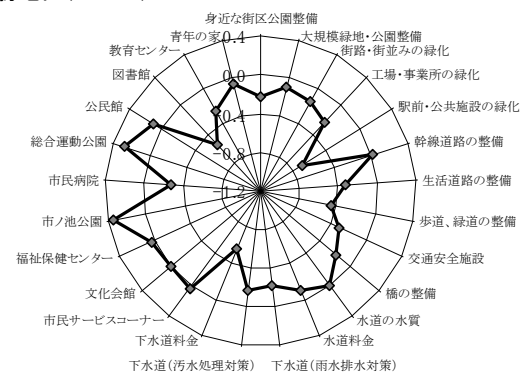 身近な街区公園整備
大規模緑地・公園整備
街路・街並みの緑化
工場・事業所の緑化
駅前・公共施設の緑化
幹線道路の整備
生活道路の整備
歩道、緑道の整備
交通安全施設
橋の整備
水道の水質
水道料金
下水道(雨水排水対策)
下水道(汚水処理対策)
下水道料金
市民サービスコーナー
文化会館
福祉保健センター
市ノ池公園
市民病院
総合運動公園
公民館
図書館
教育センター
青年の家
0.4
0.0
-0.4
-0.8
-1.2